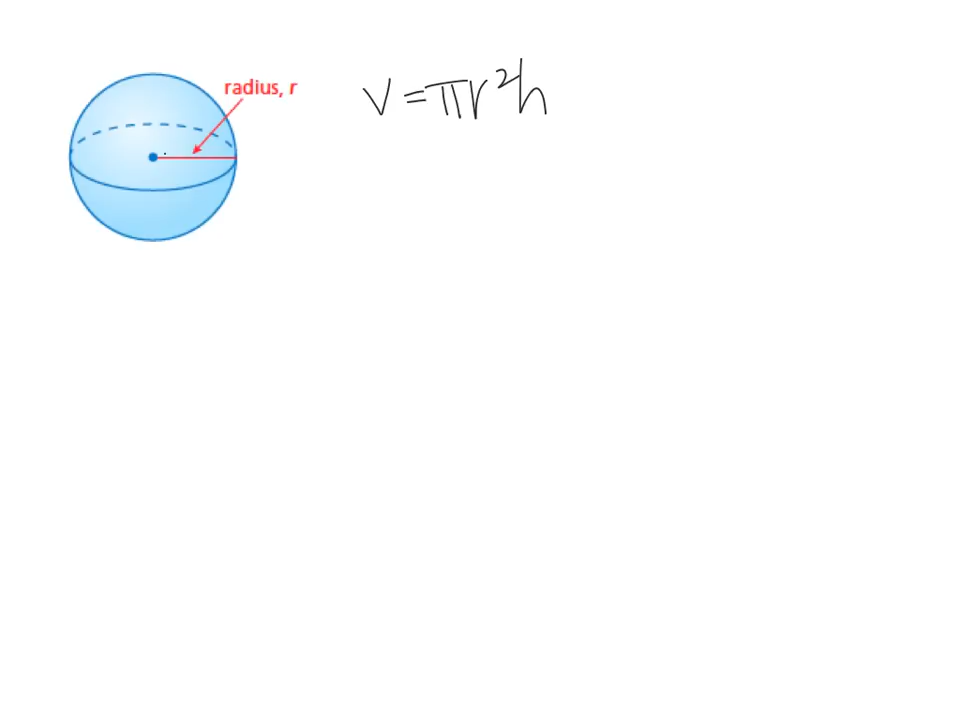 radius, r
V = πr²h